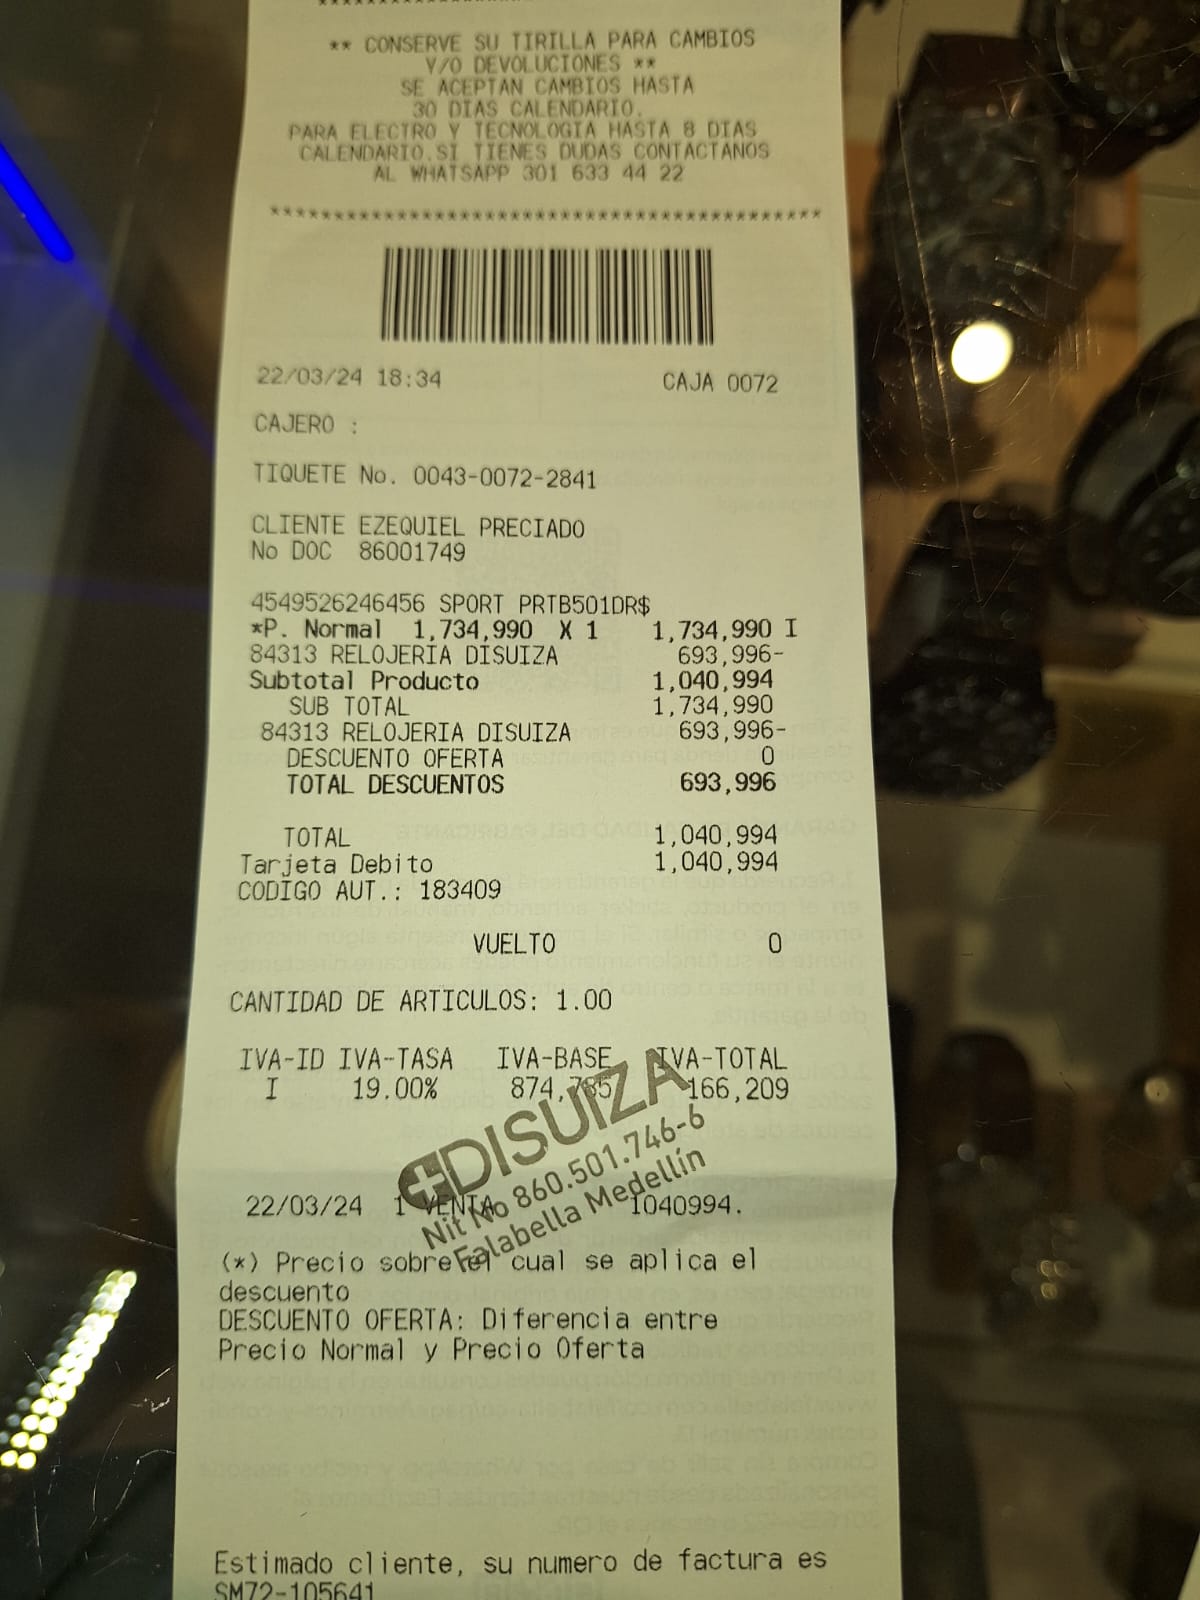 ** CONSERVE SU TIRILLA PARA CAMBIOS
Y/O DEVOLUCIONES **
SE ACEPTAN CAMBIOS HASTA
30 DIAS CALENDARIO.
PARA ELECTRO Y TECNOLOGIA HASTA 8 DIAS
CALENDARIO.SI TIENES DUDAS CONTACTANOS
AL WHATSAPP 301 633 44 22
*******************************************
22/03/24 18:34 CAJA 0072
CAJERO :
TIQUETE No. 0043-0072-2841
CLIENTE EZEQUIEL PRECIADO
No DOC 86001749
4549526246456 SPORT PRTB501DR$
*P. Normal 1,734,990 X 1 1,734,990 I
84313 RELOJERIA DISUIZA 693,996-
Subtotal Producto 1,040,994
SUB TOTAL 1,734,990
84313 RELOJERIA DISUIZA 693,996-
DESCUENTO OFERTA 0
TOTAL DESCUENTOS 693,996
TOTAL 1,040,994
Tarjeta Debito 1,040,994
CODIGO AUT.: 183409
VUELTO 0
CANTIDAD DE ARTICULOS: 1.00
IVA-ID IVA-TASA IVA-BASE IVA-TOTAL
I 19.00% 874,785 166,209
DISUIZA
Nit No 860.501.746-6
Falabella Medellín
22/03/24 1 VENTA 1040994.
(*) Precio sobre el cual se aplica el
descuento
DESCUENTO OFERTA: Diferencia entre
Precio Normal y Precio Oferta
Estimado cliente, su numero de factura es
SM72-105641